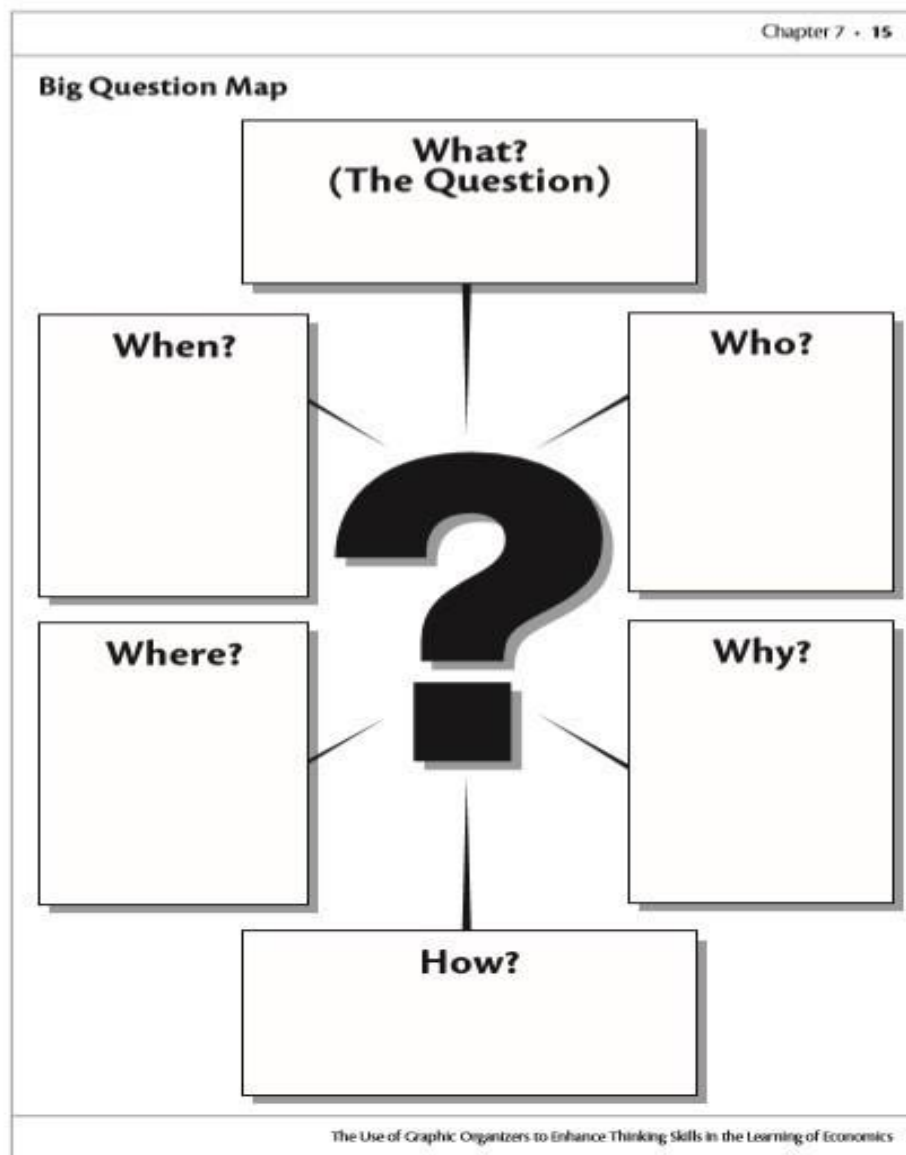 Chapter 7 • 15
Big Question Map
What?
(The Question)
When?
Who?
?
Where?
Why?
How?
The Use of Graphic Organizers to Enhance Thinking Skills in the Learning of Economics